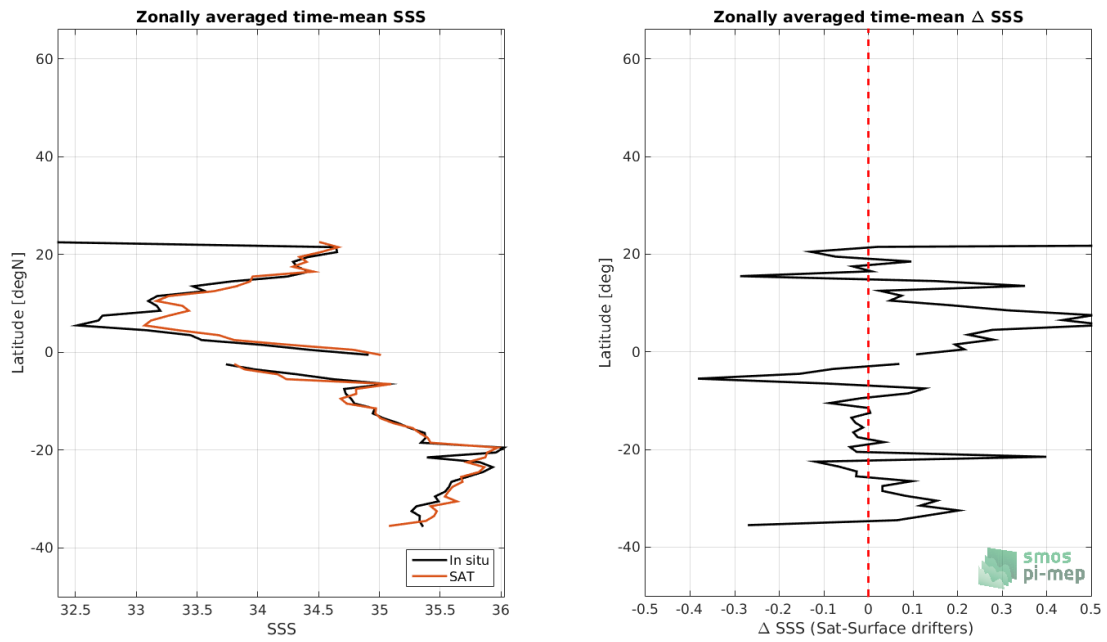 Zonally averaged time-mean SSS
60
40
20
0
-20
-40
Latitude [degN]
32.5 33 33.5 34 34.5 35 35.5 36
SSS
In situ
SAT
Zonally averaged time-mean Δ SSS
60
40
20
0
-20
-40
Latitude [deg]
-0.5 -0.4 -0.3 -0.2 -0.1 0 0.1 0.2 0.3 0.4 0.5
Δ SSS (Sat-Surface drifters)
smos
pi-mep